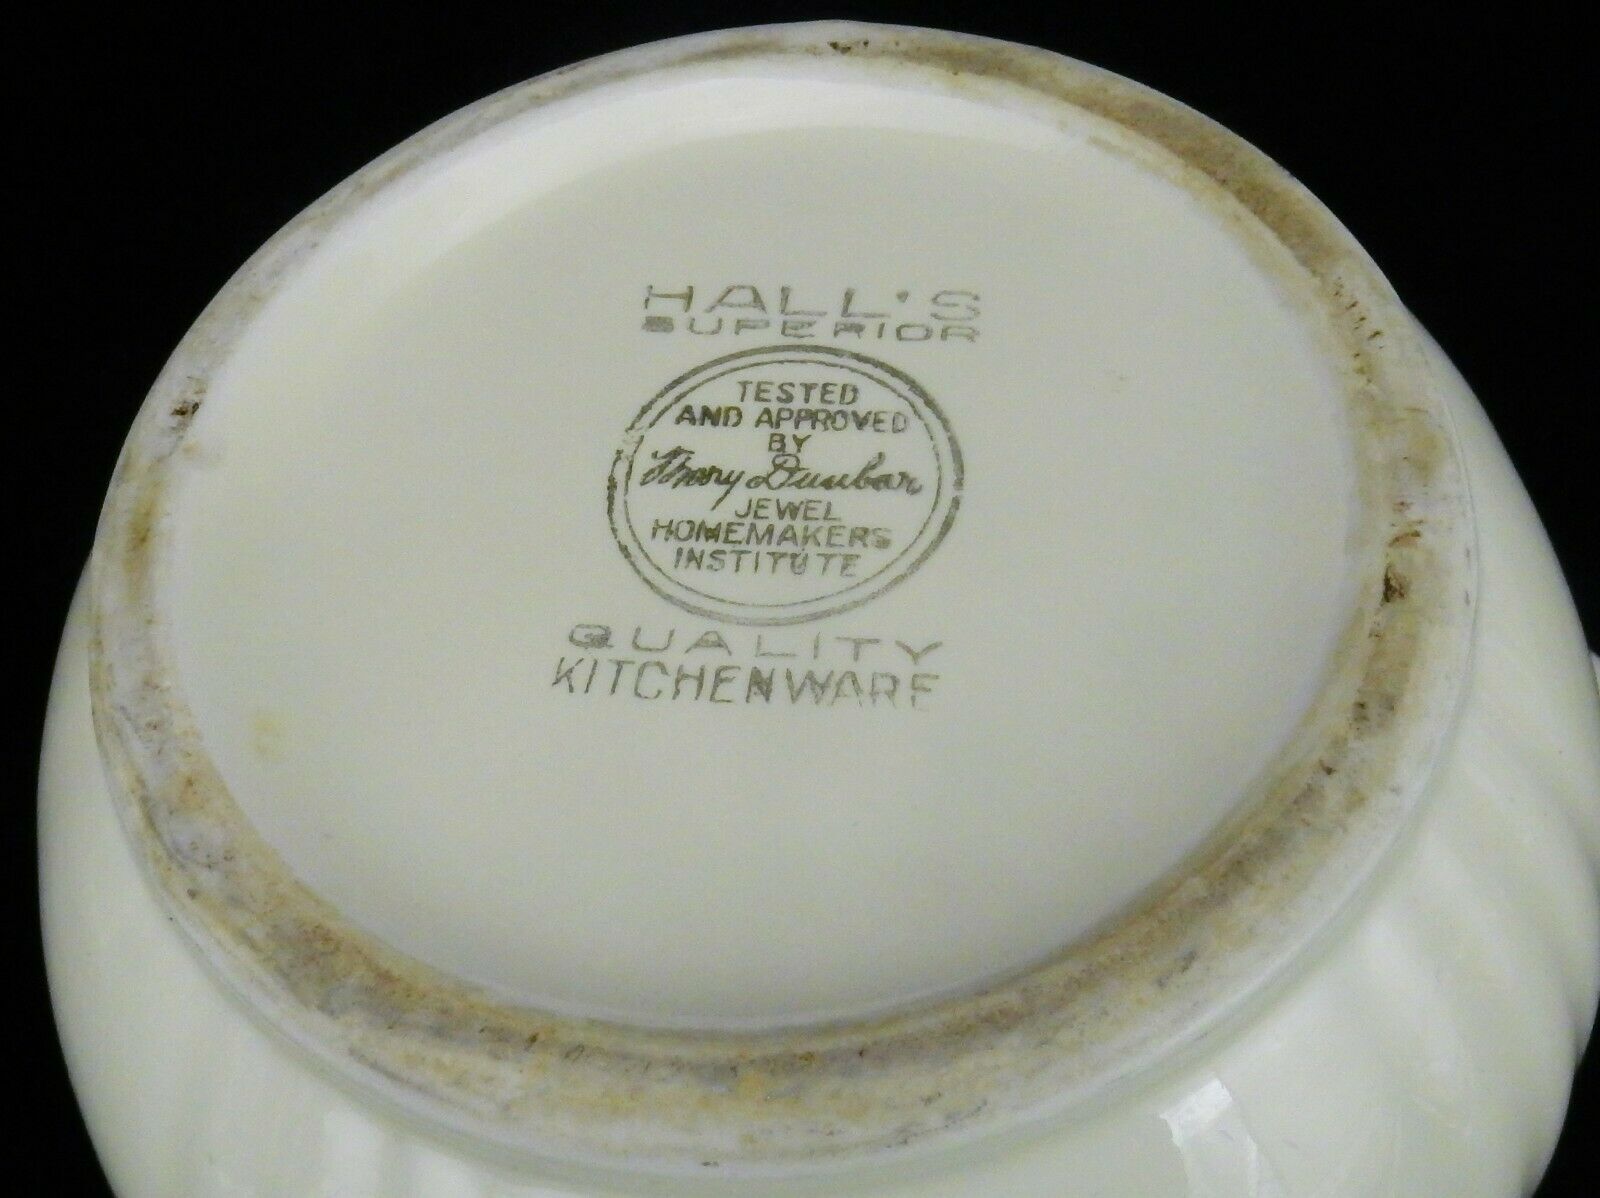 HALL'S
SUPERIOR
TESTED
AND APPROVED
BY
Mary Dunbar
JEWEL
HOMEMAKERS
INSTITUTE
QUALITY
KITCHENWARE